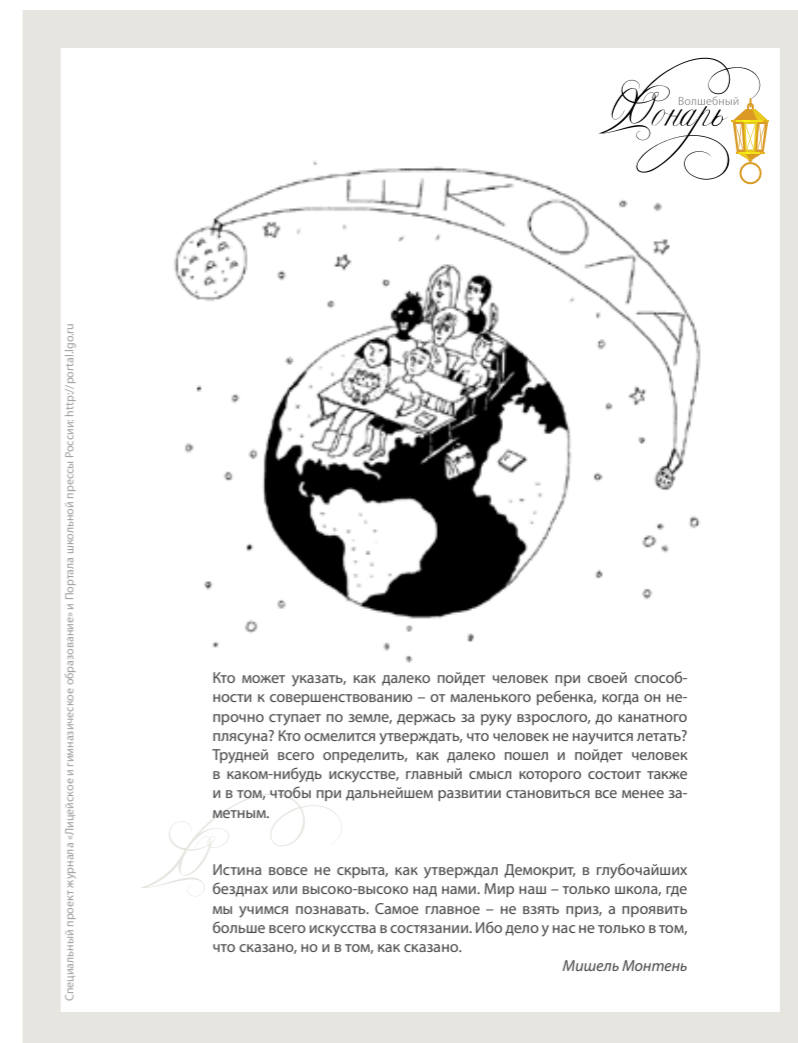 Волшебный
Фонарь
ШКОЛА
Кто может указать, как далеко пойдет человек при своей способ-
ности к совершенствованию – от маленького ребенка, когда он не-
прочно ступает по земле, держась за руку взрослого, до канатного
плясуна? Кто осмелится утверждать, что человек не научится летать?
Трудней всего определить, как далеко пошел и пойдет человек
в каком-нибудь искусстве, главный смысл которого состоит также
и в том, чтобы при дальнейшем развитии становиться все менее за-
метным.
Истина вовсе не скрыта, как утверждал Демокрит, в глубочайших
безднах или высоко-высоко над нами. Мир наш – только школа, где
мы учимся познавать. Самое главное – не взять приз, а проявить
больше всего искусства в состязании. Ибо дело у нас не только в том,
что сказано, но и в том, как сказано.
Мишель Монтень
Специальный проект журнала «Лицейское и гимназическое образование» и Портала школьной прессы России: http://portal.lgo.ru